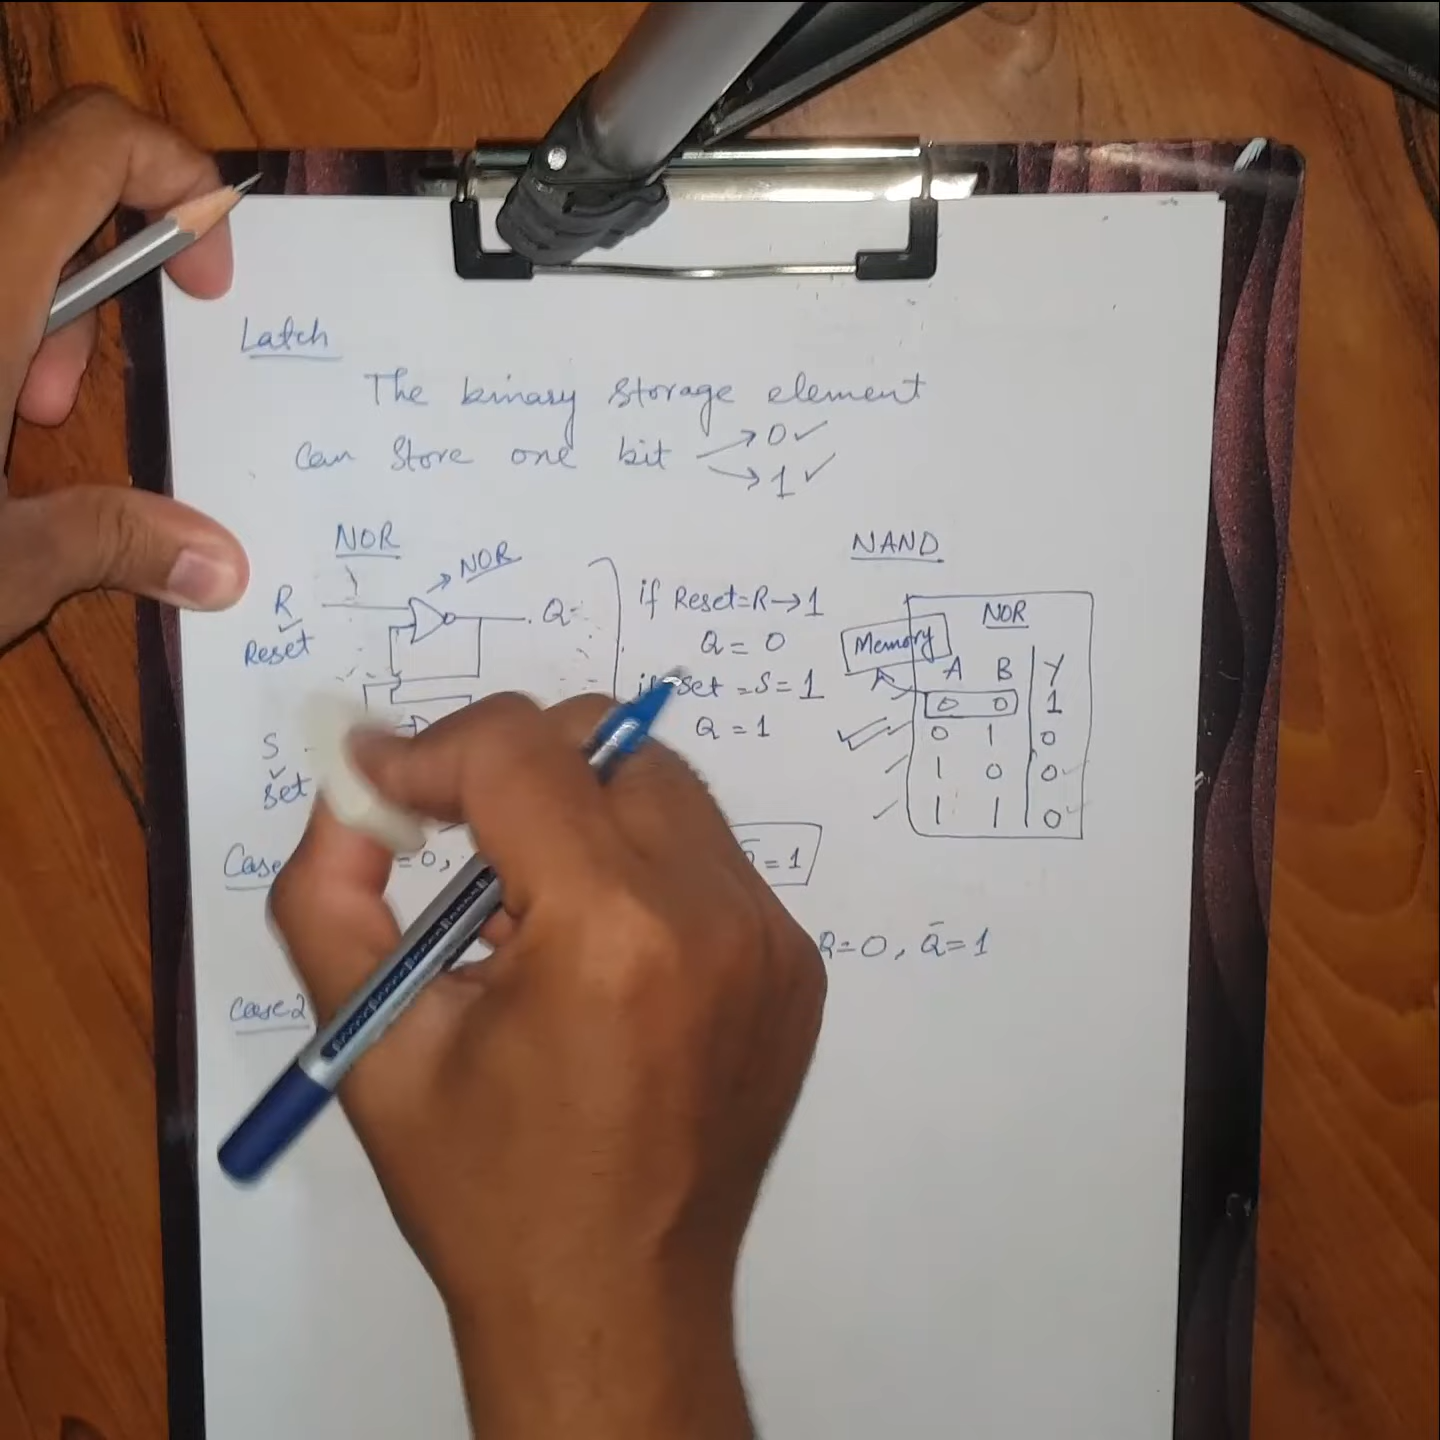 Latch
The binary storage element
can store one bit → 0 ✓
→ 1 ✓
NOR
→ NOR
R
Reset
Q=
S
Set
if Reset=R→1
Q = 0
set =S=1
Q = 1
NAND
Memory
NOR
A B Y
0 0 1
0 1 0
1 0 0
1 1 0
Case =0, = 1
Q=0, Q̄=1
Case2